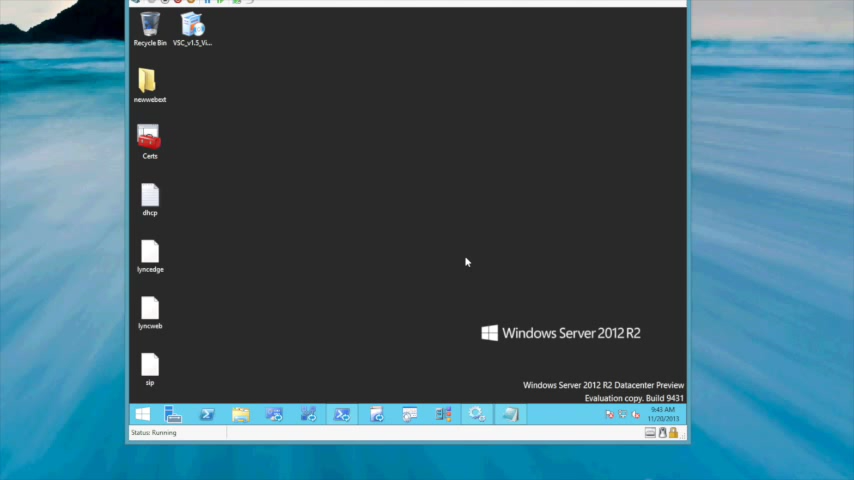 Recycle Bin
VSC_v1.5_Vi...
newwebext
Certs
dhcp
lyncedge
lyncweb
sip
Windows Server 2012 R2
Windows Server 2012 R2 Datacenter Preview
Evaluation copy. Build 9431
9:43 AM
11/20/2013
Status: Running